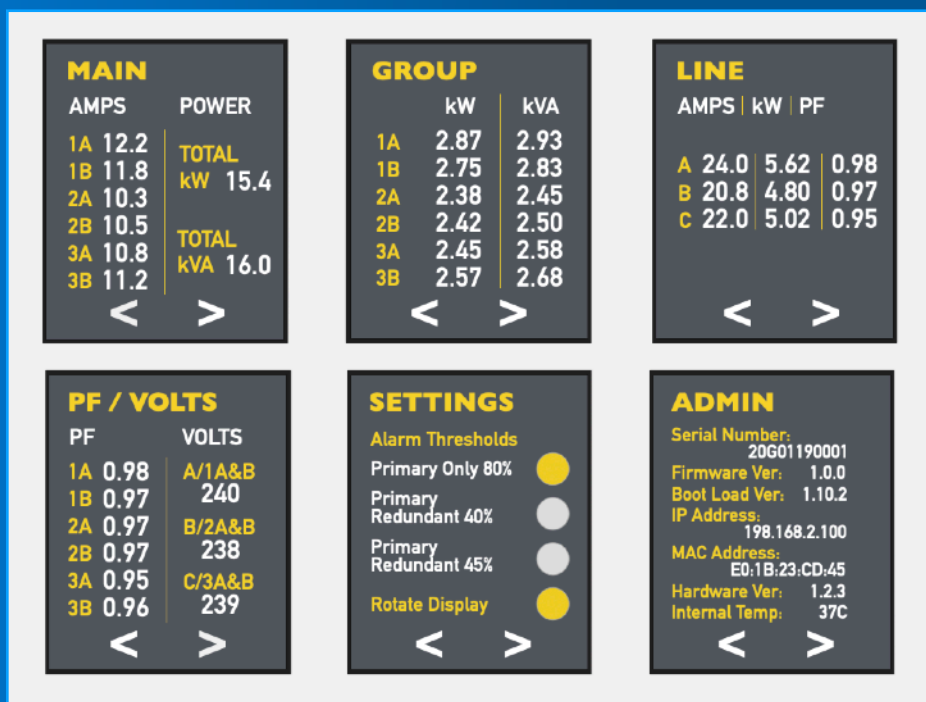 MAIN
AMPS POWER
1A 12.2
1B 11.8
2A 10.3
2B 10.5
3A 10.8
3B 11.2
TOTAL
kW 15.4
TOTAL
kVA 16.0
< >
GROUP
kW kVA
1A 2.87 2.93
1B 2.75 2.83
2A 2.38 2.45
2B 2.42 2.50
3A 2.45 2.58
3B 2.57 2.68
< >
LINE
AMPS | kW | PF
A 24.0 5.62 0.98
B 20.8 4.80 0.97
C 22.0 5.02 0.95
< >
PF / VOLTS
PF VOLTS
1A 0.98
1B 0.97
2A 0.97
2B 0.97
3A 0.95
3B 0.96
A/1A&B
240
B/2A&B
238
C/3A&B
239
< >
SETTINGS
Alarm Thresholds
Primary Only 80%
Primary
Redundant 40%
Primary
Redundant 45%
Rotate Display
< >
ADMIN
Serial Number:
20G01190001
Firmware Ver: 1.0.0
Boot Load Ver: 1.10.2
IP Address:
198.168.2.100
MAC Address:
E0:1B:23:CD:45
Hardware Ver: 1.2.3
Internal Temp: 37C
< >